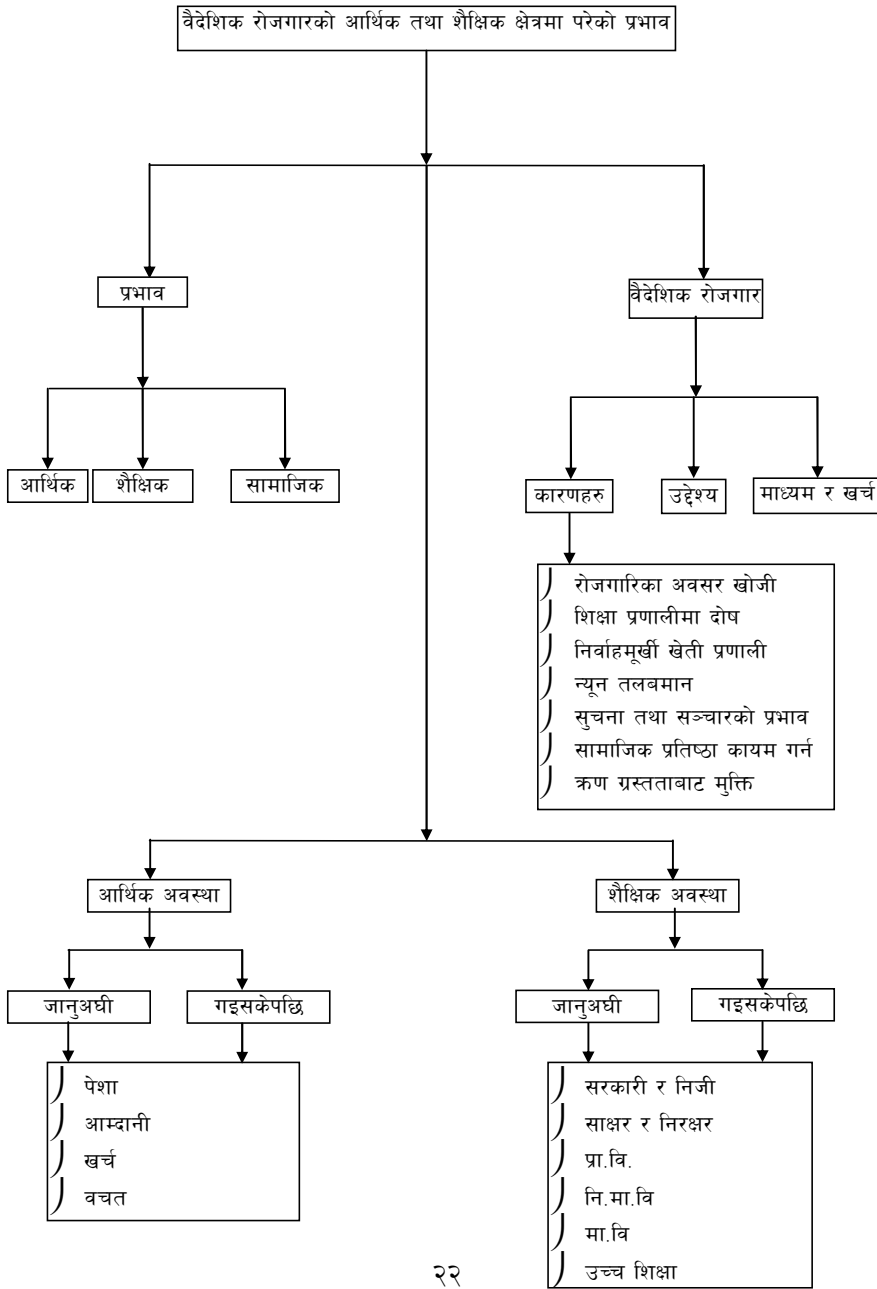 वैदेशिक रोजगारको आर्थिक तथा शैक्षिक क्षेत्रमा परेको प्रभाव
प्रभाव
वैदेशिक रोजगार
आर्थिक
शैक्षिक
सामाजिक
कारणहरु
उद्देश्य
माध्यम र खर्च
रोजगारिका अवसर खोजी
शिक्षा प्रणालीमा दोष
निर्वाहमूर्खी खेती प्रणाली
न्यून तलबमान
सुचना तथा सञ्चारको प्रभाव
सामाजिक प्रतिष्ठा कायम गर्न
क्रण ग्रस्तताबाट मुक्ति
आर्थिक अवस्था
शैक्षिक अवस्था
जानुअघी
गइसकेपछि
जानुअघी
गइसकेपछि
पेशा
आम्दानी
खर्च
वचत
सरकारी र निजी
साक्षर र निरक्षर
प्रा.वि.
नि.मा.वि
मा.वि
उच्च शिक्षा
२२